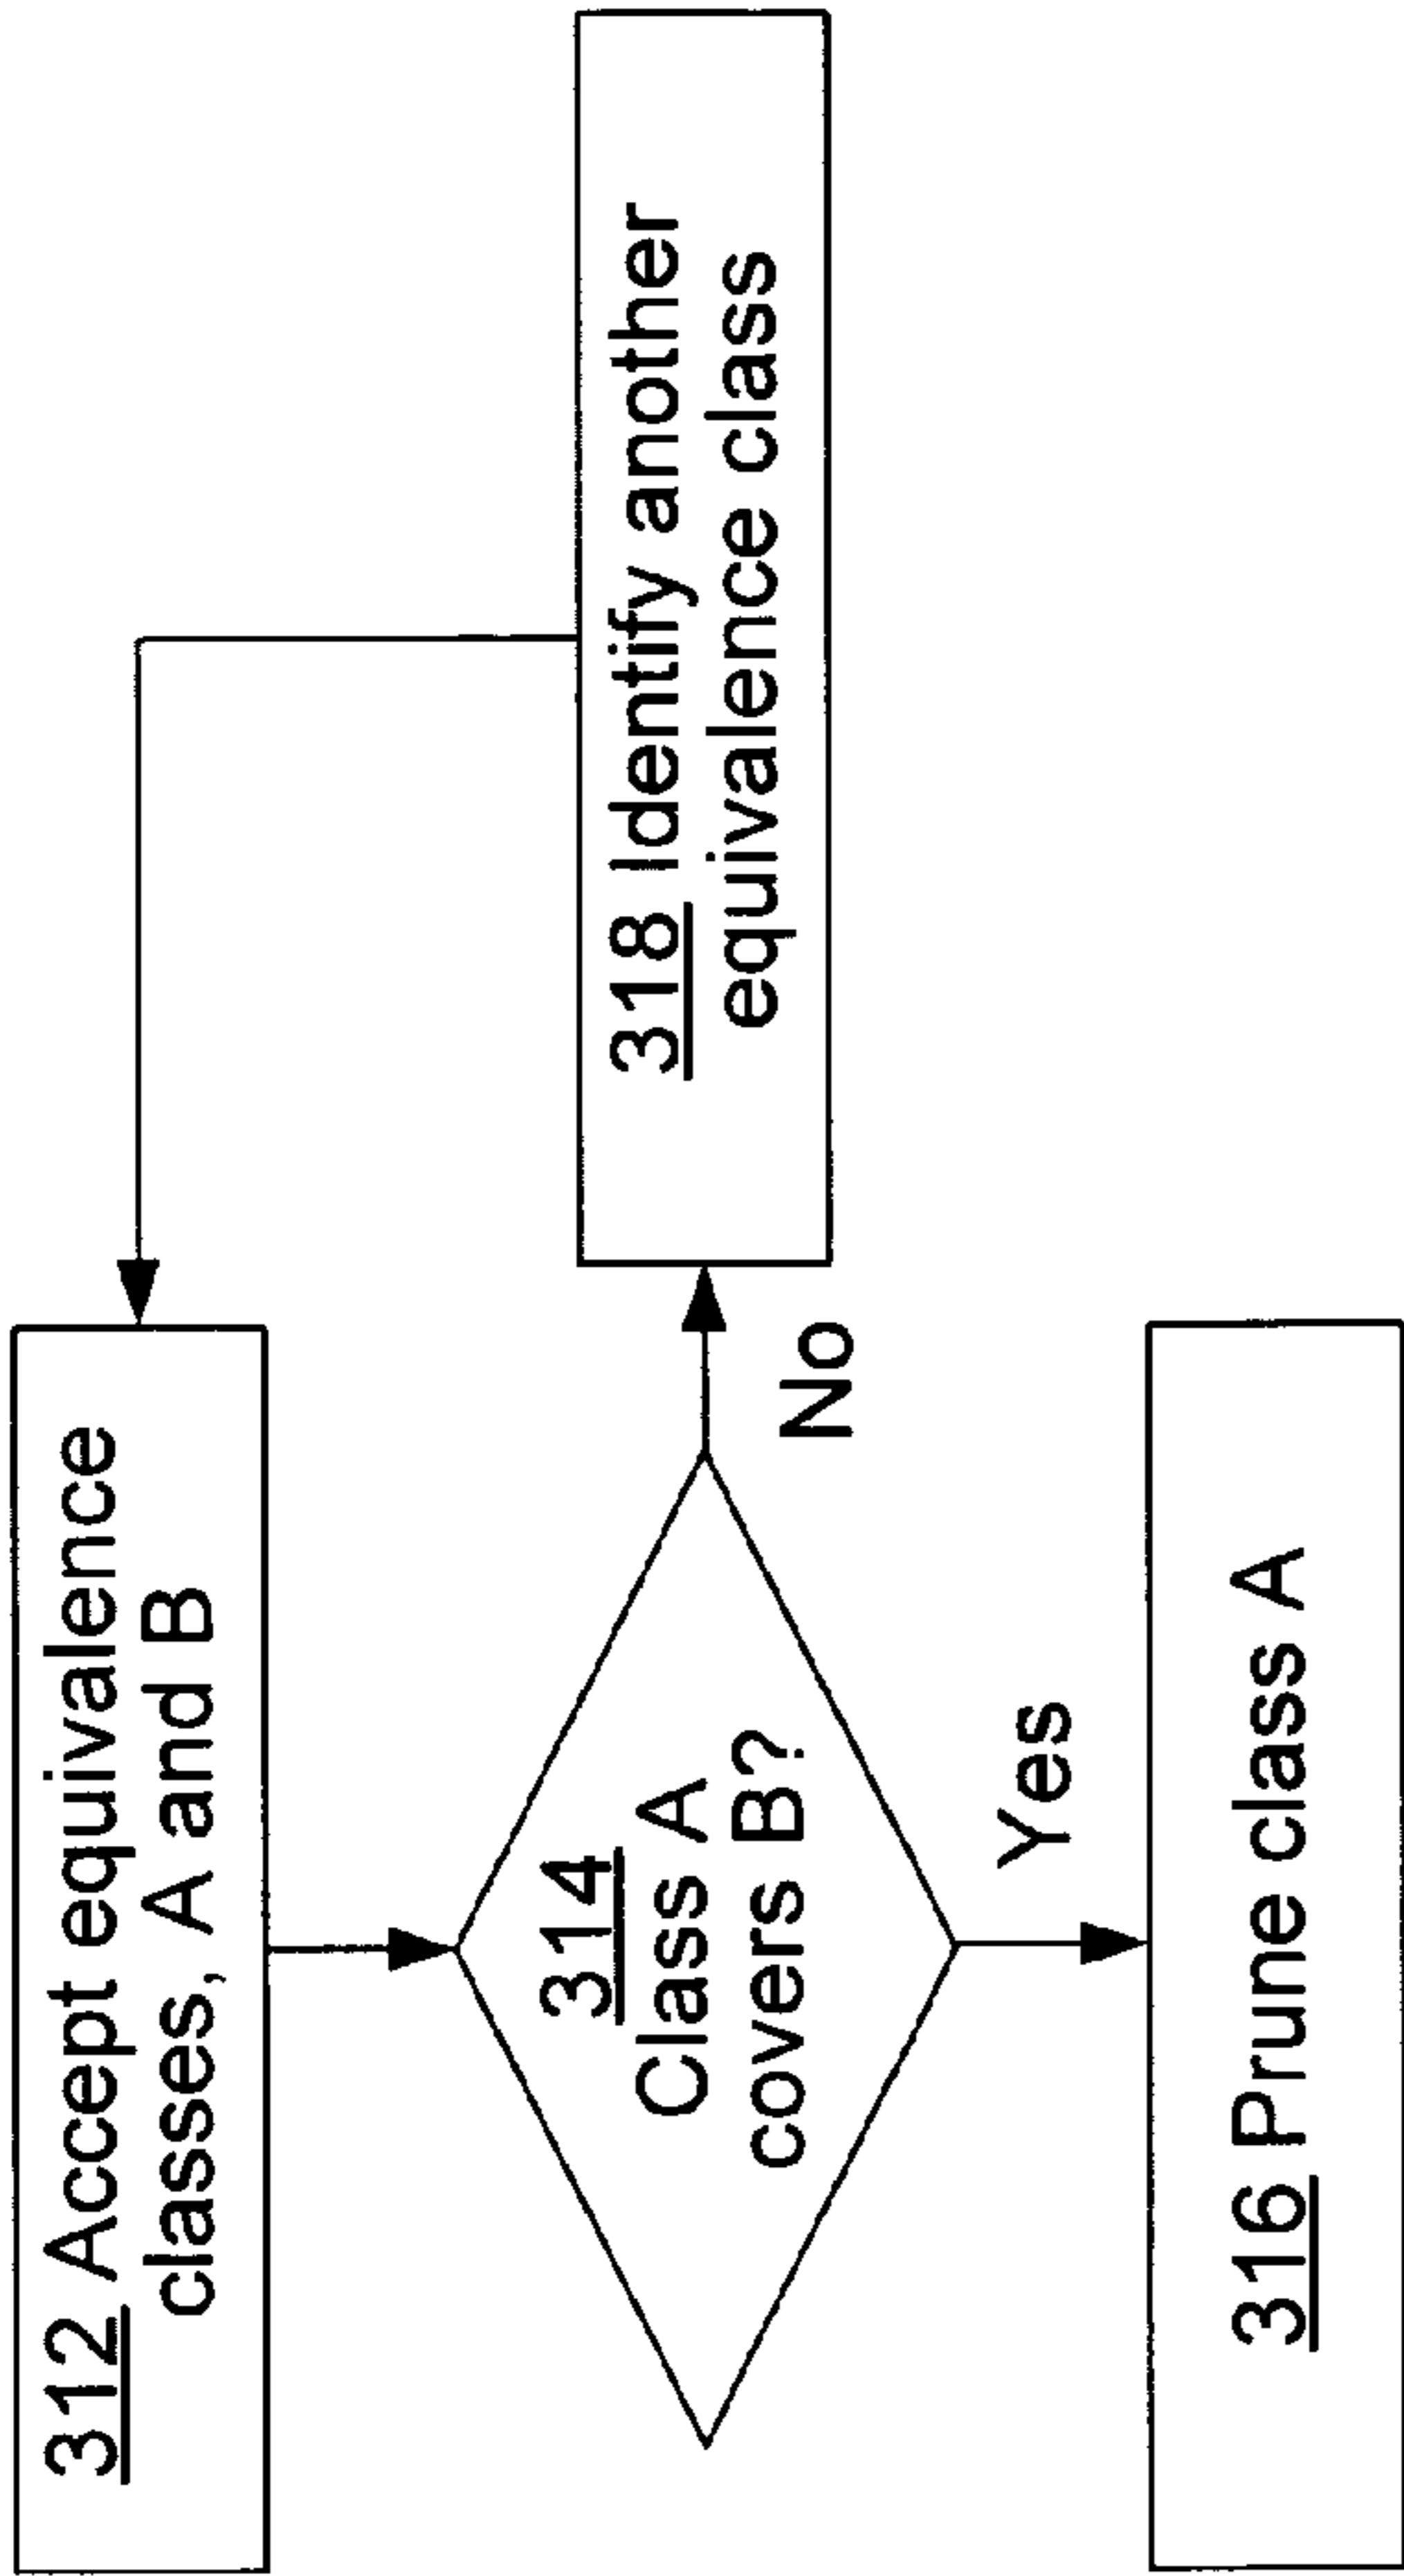 312 Accept equivalence
classes, A and B
314
Class A
covers B?
No
318 Identify another
equivalence class
Yes
316 Prune class A